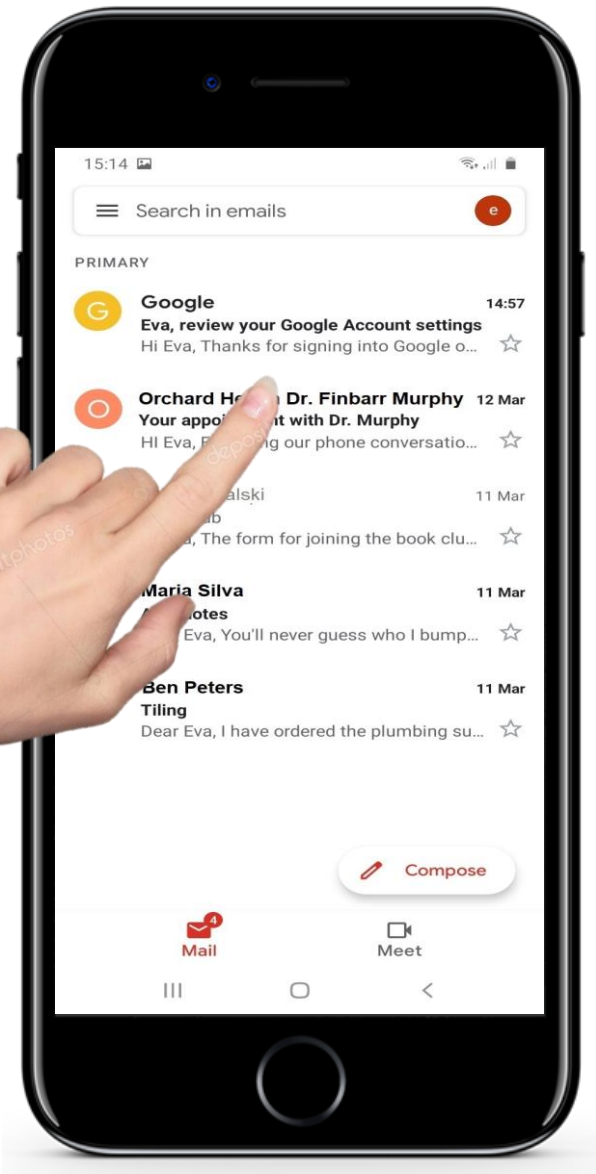 15:14
Search in emails
e
PRIMARY
G
Google
14:57
Eva, review your Google Account settings
Hi Eva, Thanks for signing into Google o...
O
Orchard Dr. Finbarr Murphy 12 Mar
Your with Dr. Murphy
HI Eva, our phone conversatio...
11 Mar
The form for joining the book clu...
Maria Silva
11 Mar
Eva, You'll never guess who I bump...
Ben Peters
11 Mar
Tiling
Dear Eva, I have ordered the plumbing su...
Compose
4
Mail
Meet